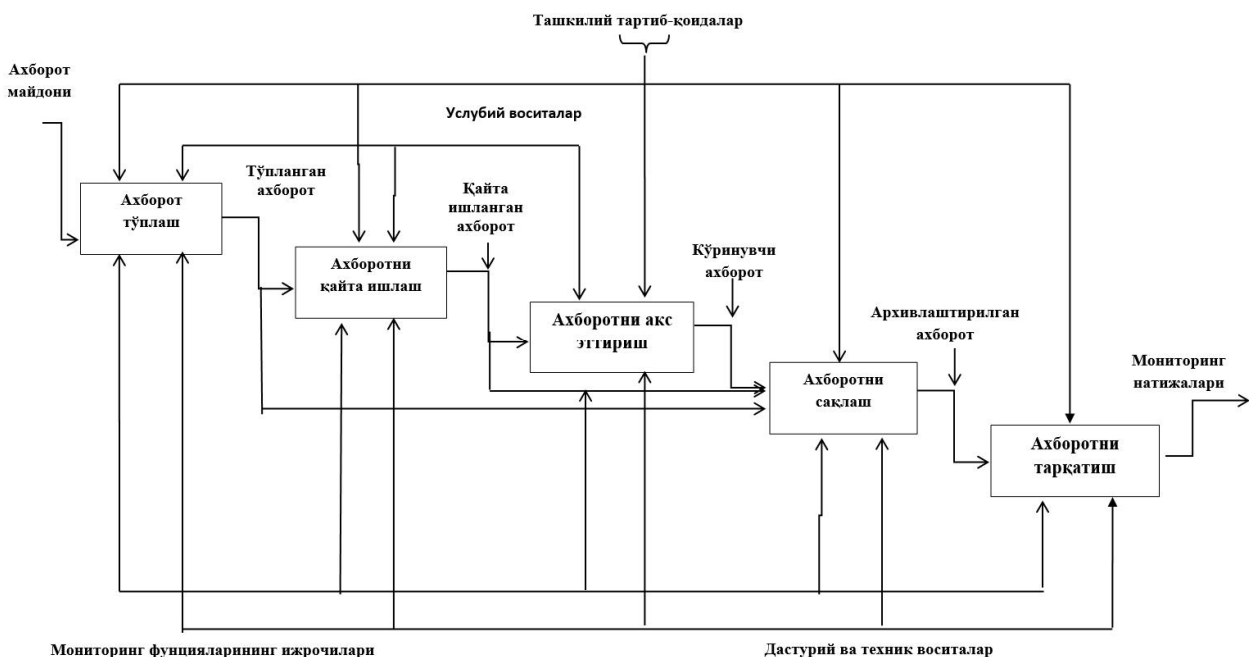 Ташкилий тартиб-қоидалар
Ахборот
майдони
Услубий воситалар
Ахборот
тўплаш
Тўпланган
ахборот
Ахборотни
қайта ишлаш
Қайта
ишланган
ахборот
Ахборотни акс
эттириш
Кўринувчи
ахборот
Ахборотни
сақлаш
Архивлаштирилган
ахборот
Ахборотни
тарқатиш
Мониторинг
натижалари
Мониторинг фунцияларининг ижрочилари
Дастурий ва техник воситалар